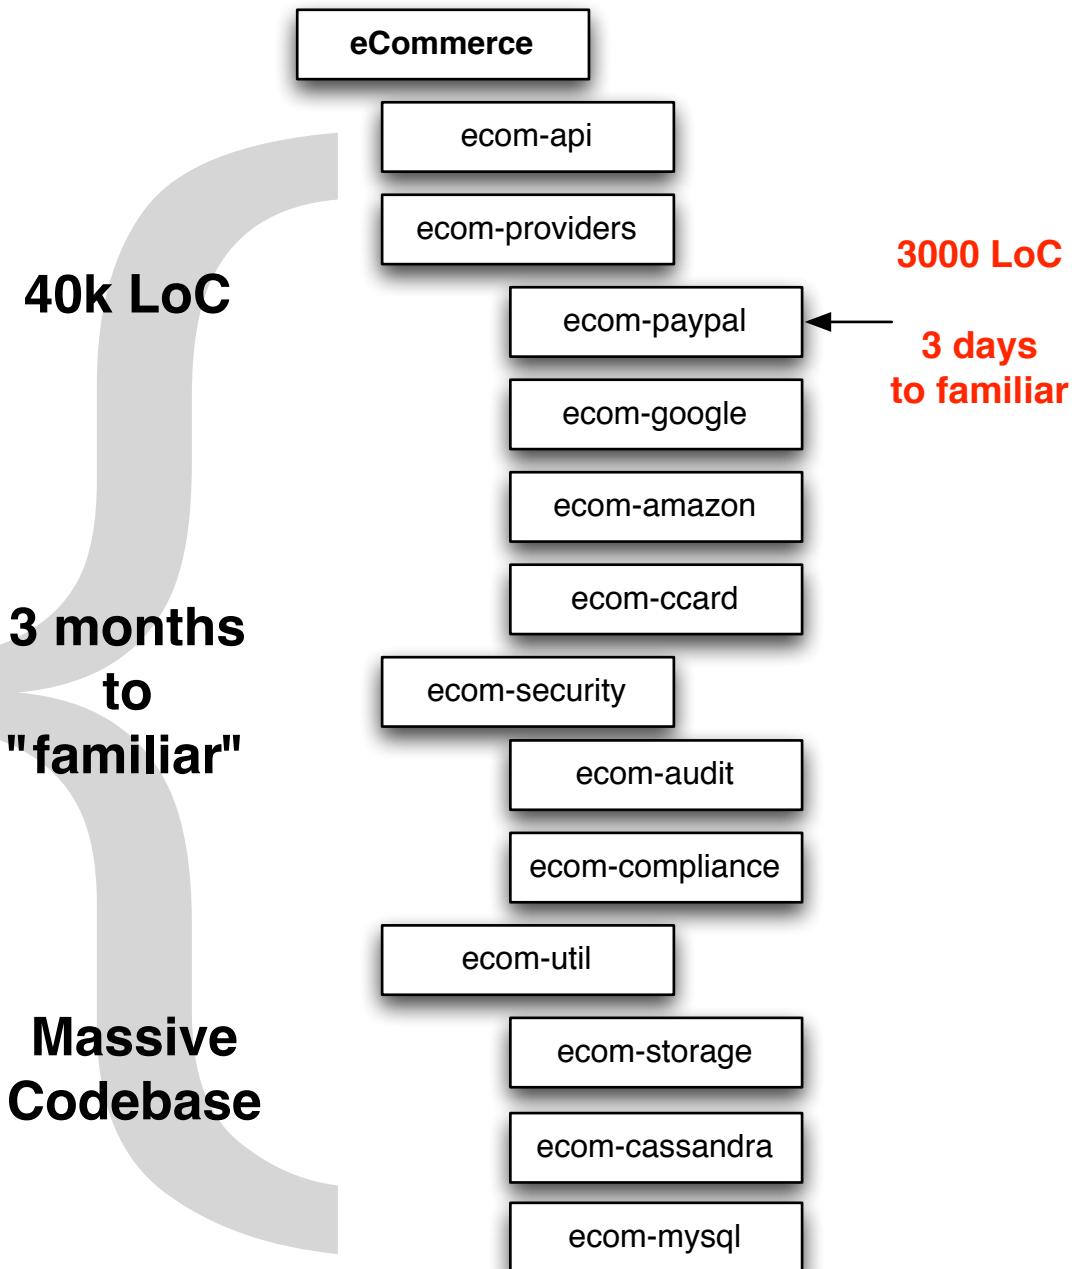 eCommerce
ecom-api
ecom-providers
40k LoC
3000 LoC
ecom-paypal
3 days
to familiar
ecom-google
ecom-amazon
ecom-ccard
3 months
to
"familiar"
ecom-security
ecom-audit
ecom-compliance
ecom-util
Massive
Codebase
ecom-storage
ecom-cassandra
ecom-mysql